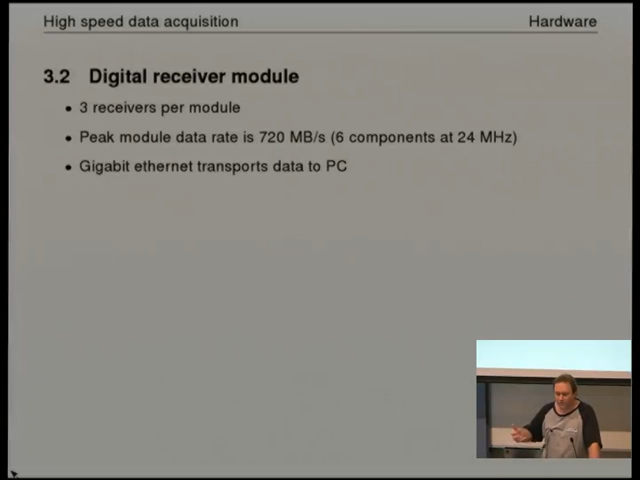 High speed data acquisition Hardware
3.2 Digital receiver module
• 3 receivers per module
• Peak module data rate is 720 MB/s (6 components at 24 MHz)
• Gigabit ethernet transports data to PC